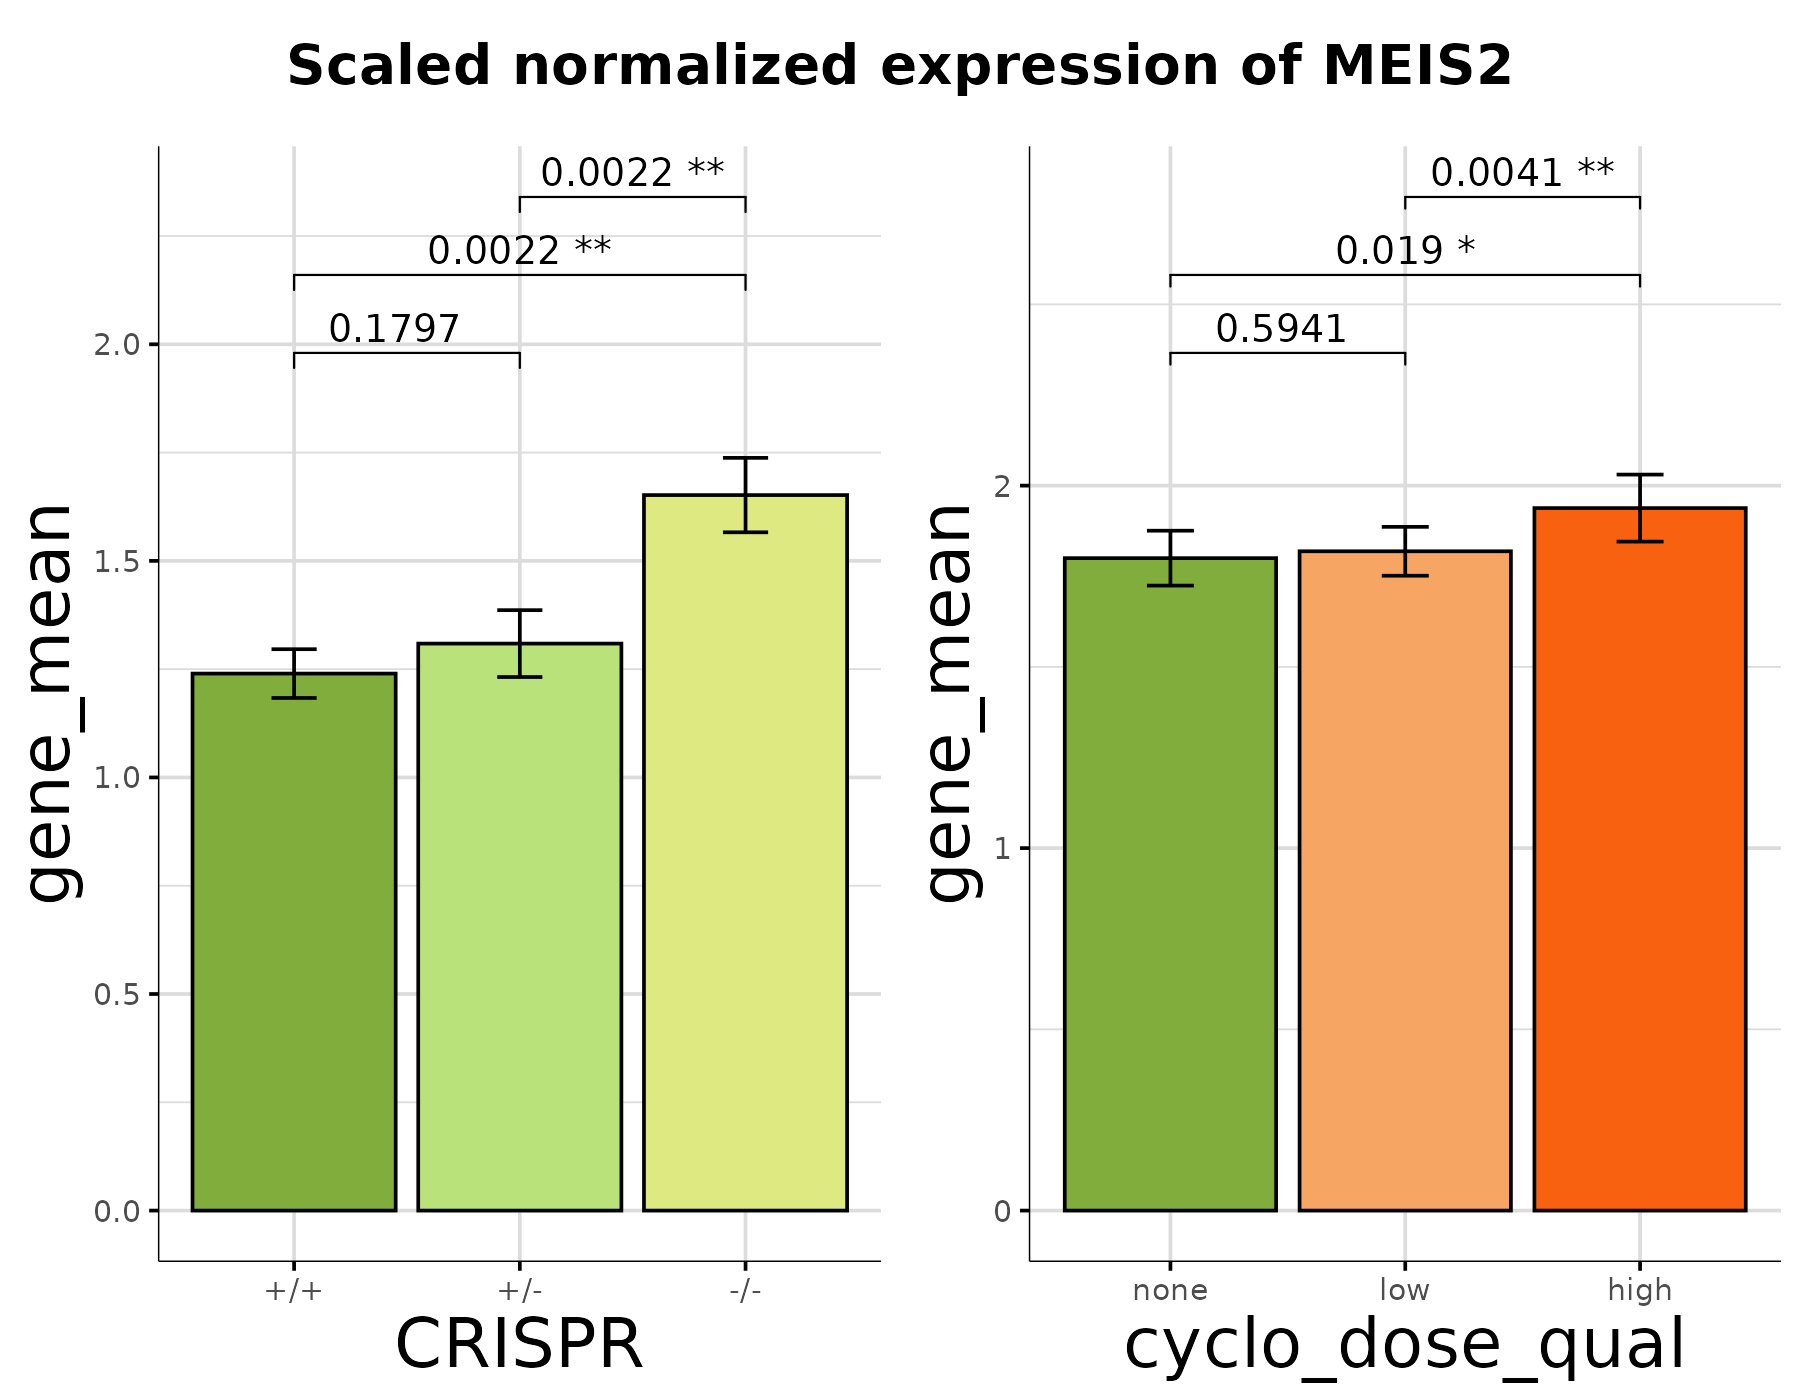 Scaled normalized expression of MEIS2
gene_mean
0.0022 **
0.0022 **
0.1797
2.0
1.5
1.0
0.5
0.0
+/+ +/- -/-
CRISPR
gene_mean
0.0041 **
0.019 *
0.5941
2
1
0
none low high
cyclo_dose_qual